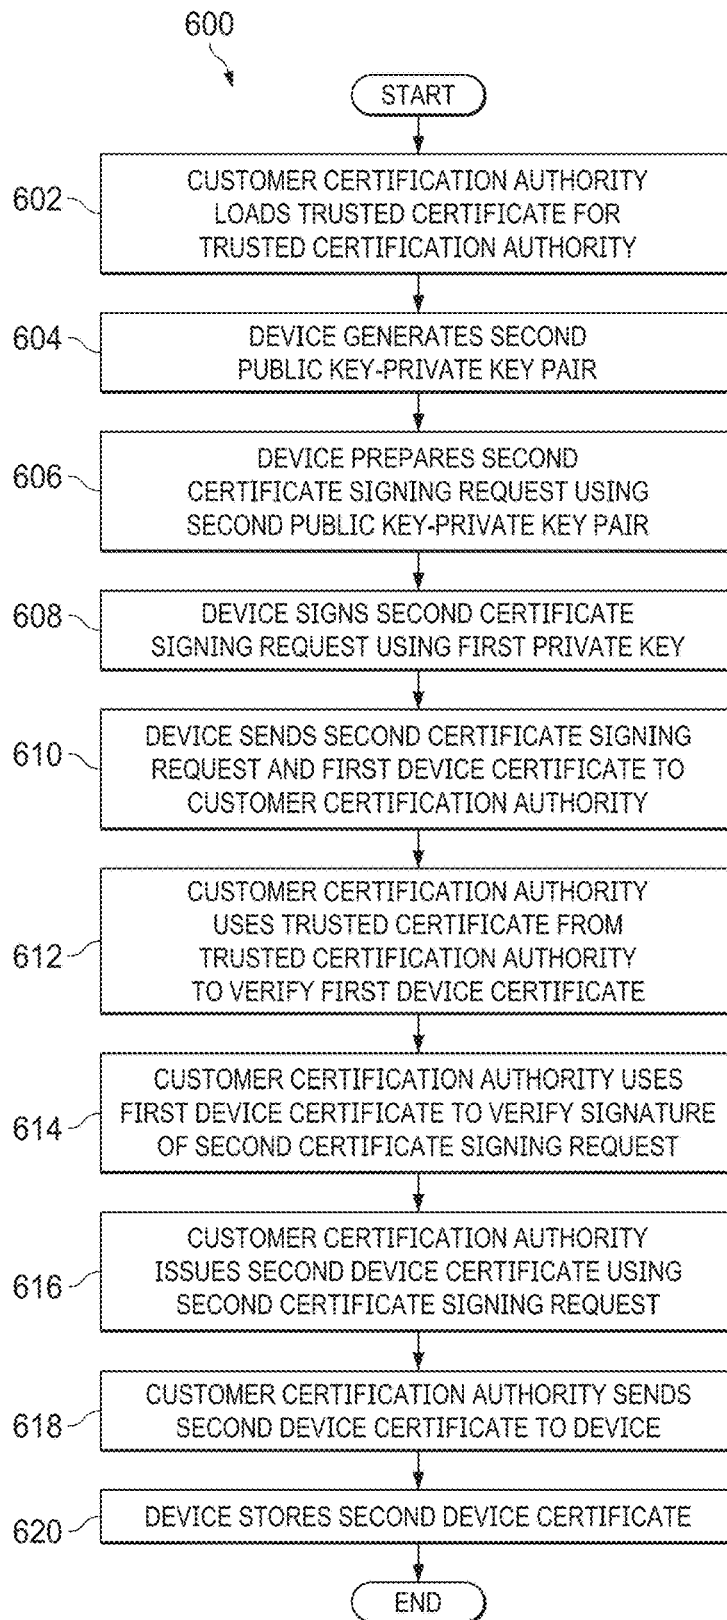 600
START
602
CUSTOMER CERTIFICATION AUTHORITY
LOADS TRUSTED CERTIFICATE FOR
TRUSTED CERTIFICATION AUTHORITY
604
DEVICE GENERATES SECOND
PUBLIC KEY-PRIVATE KEY PAIR
606
DEVICE PREPARES SECOND
CERTIFICATE SIGNING REQUEST USING
SECOND PUBLIC KEY-PRIVATE KEY PAIR
608
DEVICE SIGNS SECOND CERTIFICATE
SIGNING REQUEST USING FIRST PRIVATE KEY
610
DEVICE SENDS SECOND CERTIFICATE SIGNING
REQUEST AND FIRST DEVICE CERTIFICATE TO
CUSTOMER CERTIFICATION AUTHORITY
612
CUSTOMER CERTIFICATION AUTHORITY
USES TRUSTED CERTIFICATE FROM
TRUSTED CERTIFICATION AUTHORITY
TO VERIFY FIRST DEVICE CERTIFICATE
614
CUSTOMER CERTIFICATION AUTHORITY USES
FIRST DEVICE CERTIFICATE TO VERIFY SIGNATURE
OF SECOND CERTIFICATE SIGNING REQUEST
616
CUSTOMER CERTIFICATION AUTHORITY
ISSUES SECOND DEVICE CERTIFICATE USING
SECOND CERTIFICATE SIGNING REQUEST
618
CUSTOMER CERTIFICATION AUTHORITY SENDS
SECOND DEVICE CERTIFICATE TO DEVICE
620
DEVICE STORES SECOND DEVICE CERTIFICATE
END